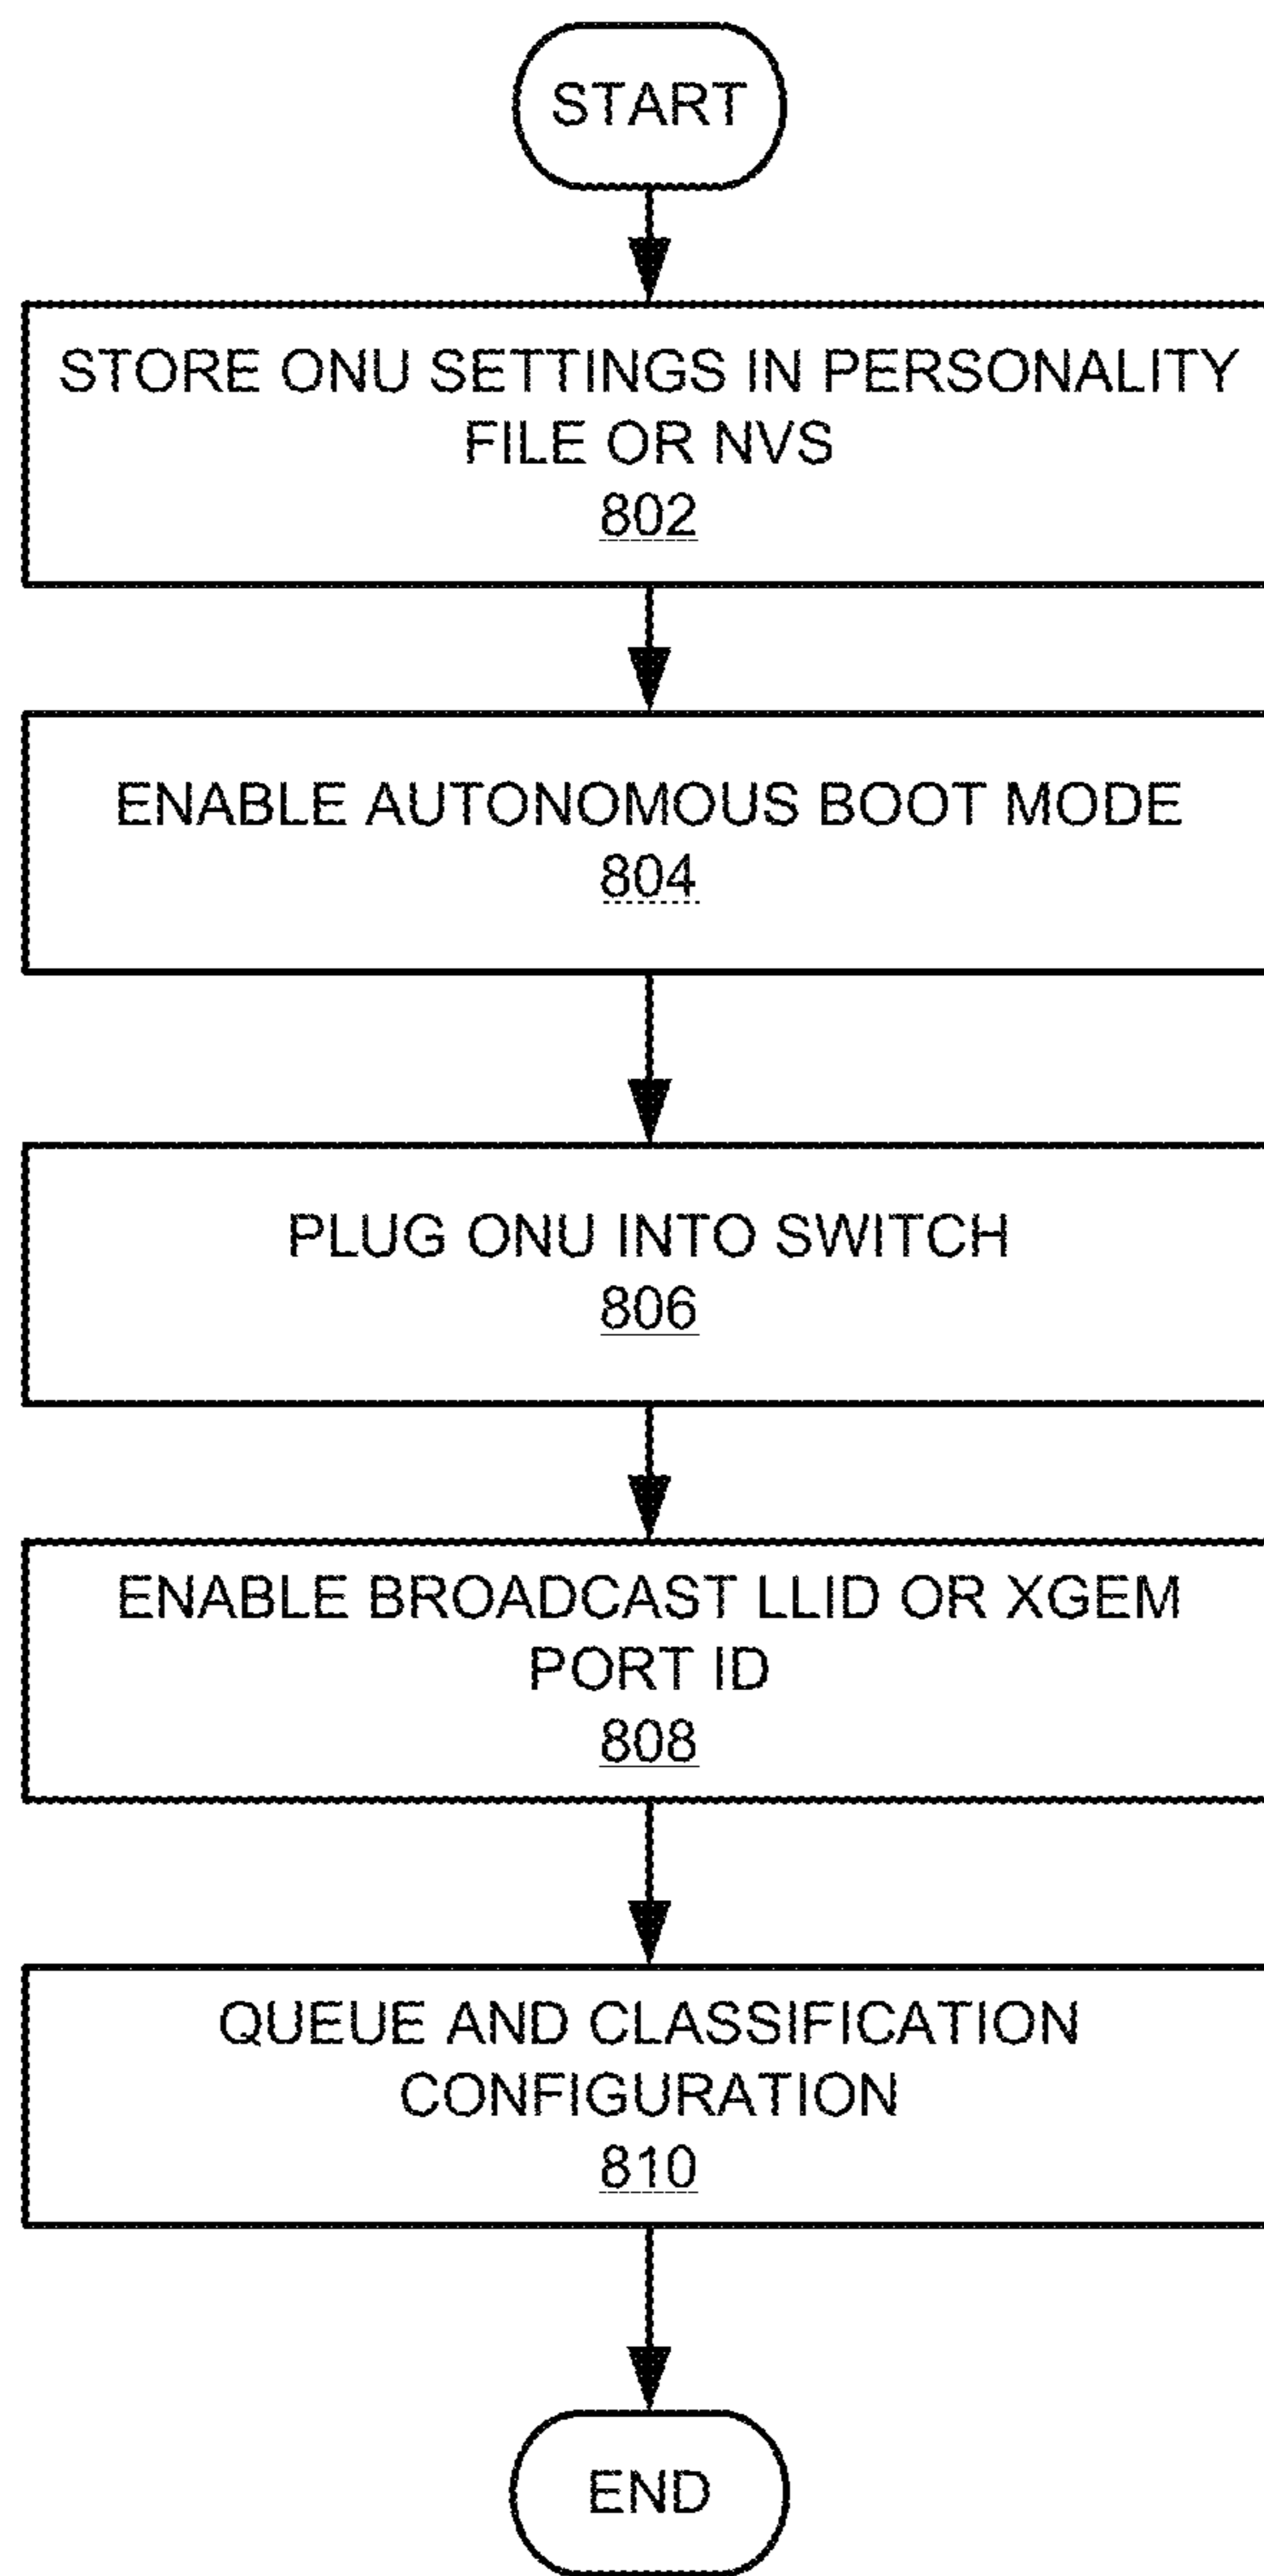 START
STORE ONU SETTINGS IN PERSONALITY
FILE OR NVS
802
ENABLE AUTONOMOUS BOOT MODE
804
PLUG ONU INTO SWITCH
806
ENABLE BROADCAST LLID OR XGEM
PORT ID
808
QUEUE AND CLASSIFICATION
CONFIGURATION
810
END